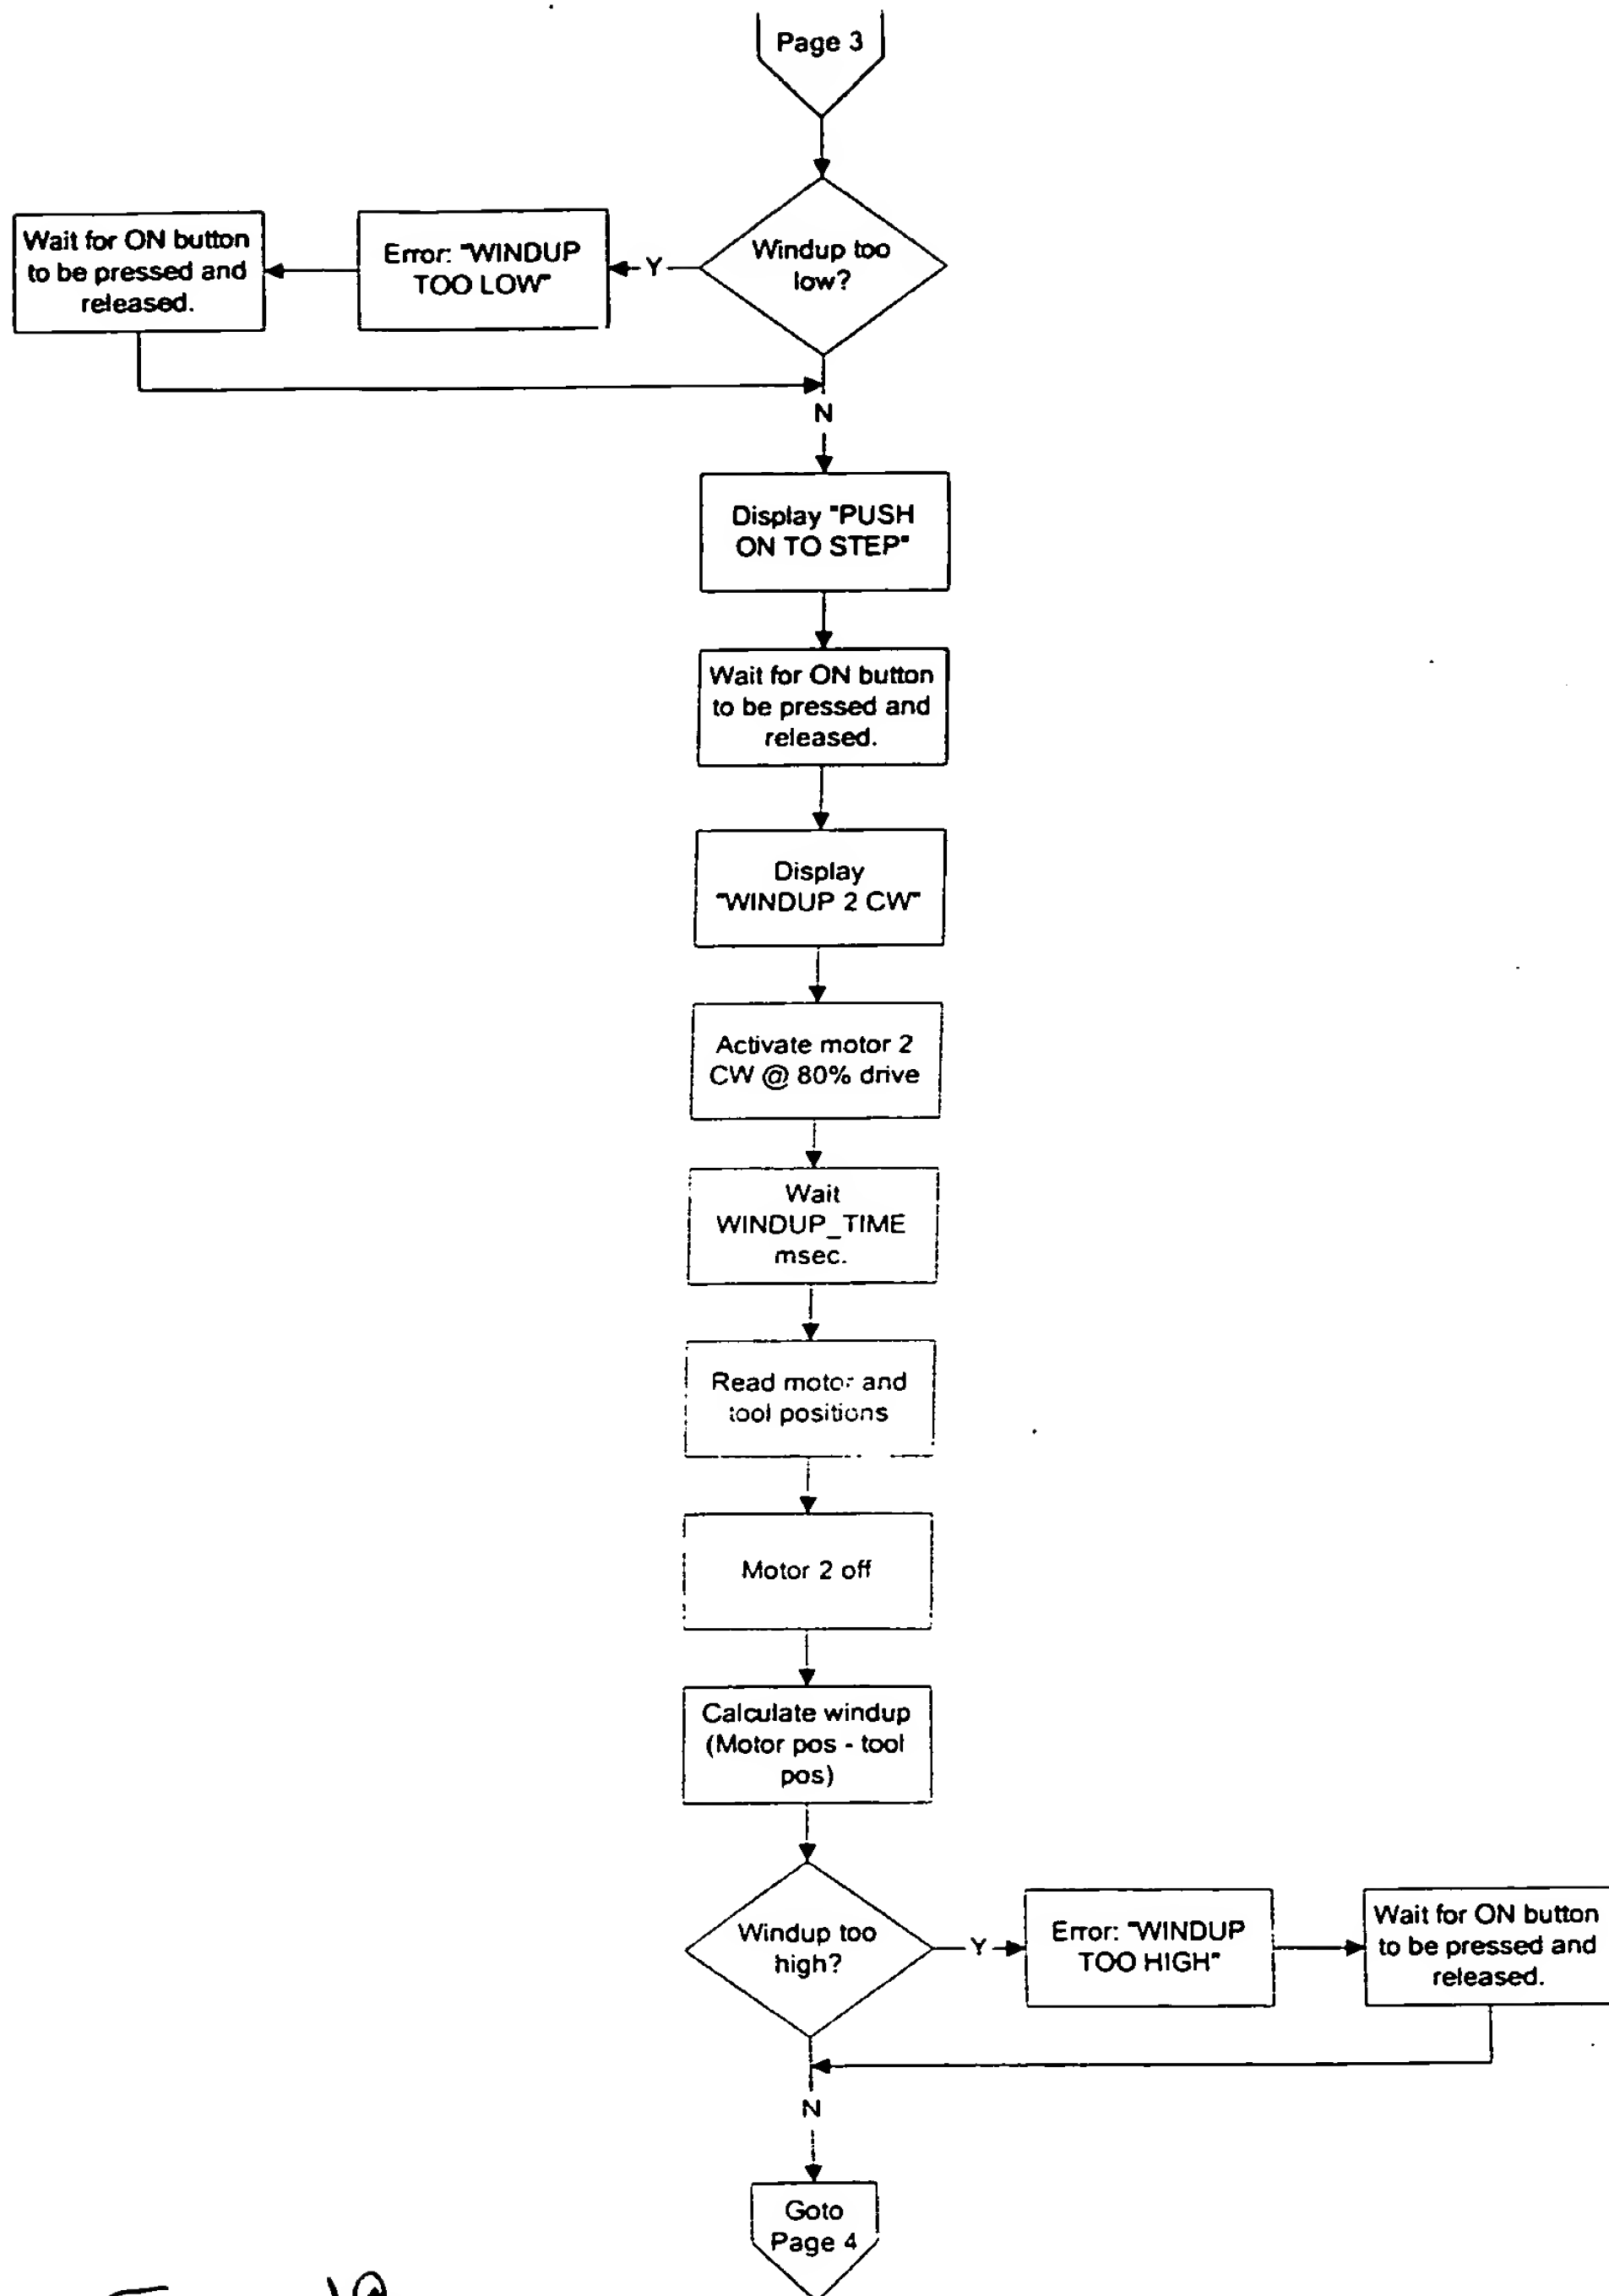 Page 3
Windup too
low?
Y
Error: "WINDUP
TOO LOW"
Wait for ON button
to be pressed and
released.
N
Display "PUSH
ON TO STEP"
Wait for ON button
to be pressed and
released.
Display
"WINDUP 2 CW"
Activate motor 2
CW @ 80% drive
Wait
WINDUP_TIME
msec.
Read motor and
tool positions
Motor 2 off
Calculate windup
(Motor pos - tool
pos)
Windup too
high?
Y
Error: "WINDUP
TOO HIGH"
Wait for ON button
to be pressed and
released.
N
Goto
Page 4